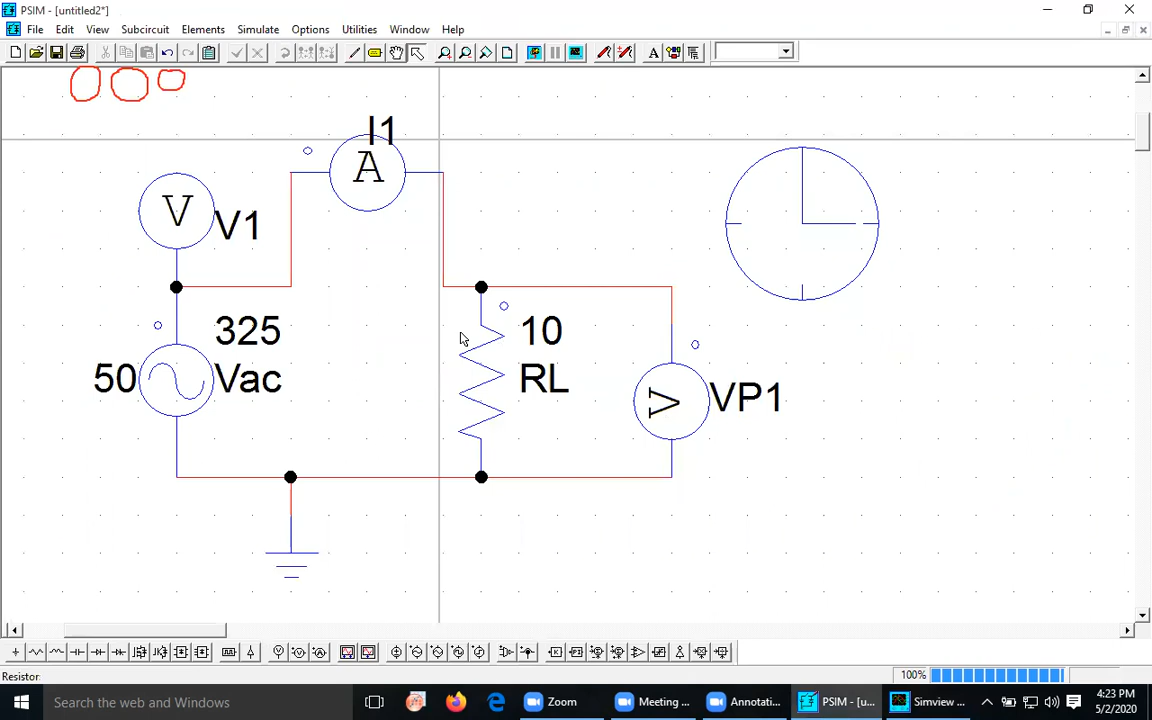 PSIM - [untitled2*]
File Edit View Subcircuit Elements Simulate Options Utilities Window Help
A
I1
A
V
V1
325
50
Vac
10
RL
V
VP1
Resistor
100%
Search the web and Windows
Zoom
Meeting ...
Annotati...
PSIM - [u...
Simview ...
4:23 PM
5/2/2020